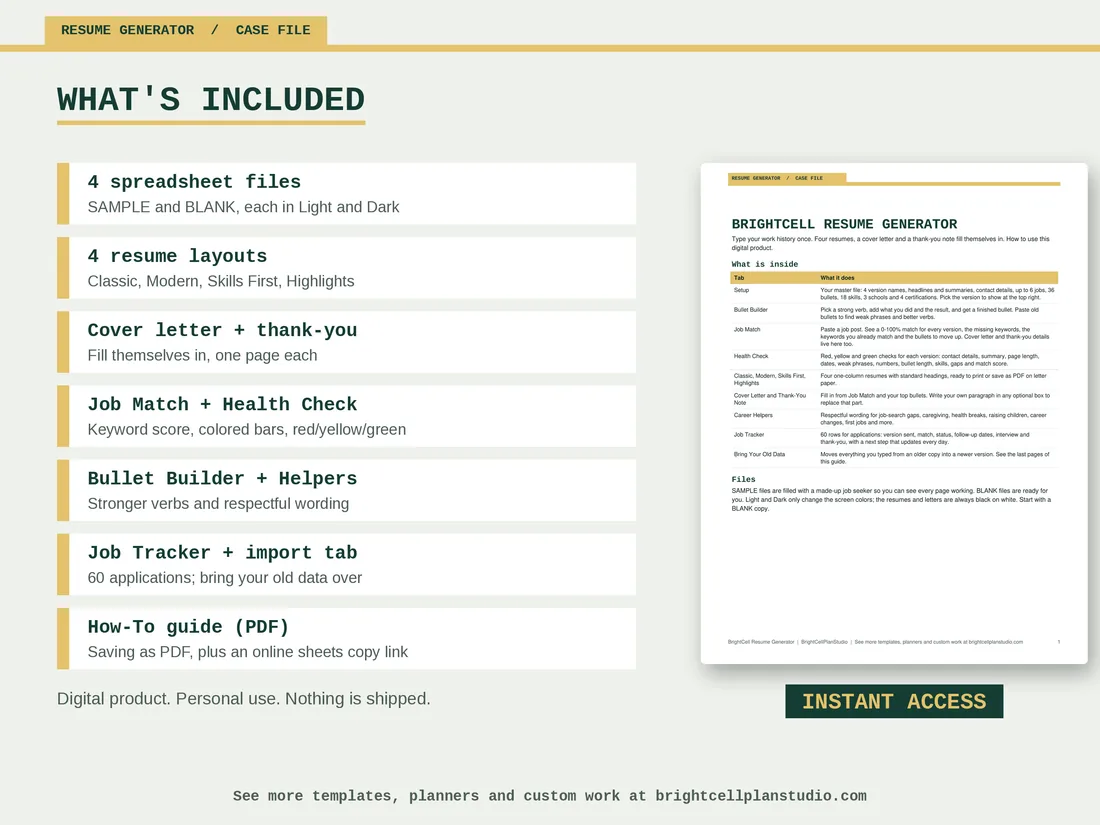 RESUME GENERATOR / CASE FILE
WHAT'S INCLUDED
4 spreadsheet files
SAMPLE and BLANK, each in Light and Dark
4 resume layouts
Classic, Modern, Skills First, Highlights
Cover letter + thank-you
Fill themselves in, one page each
Job Match + Health Check
Keyword score, colored bars, red/yellow/green
Bullet Builder + Helpers
Stronger verbs and respectful wording
Job Tracker + import tab
60 applications; bring your old data over
How-To guide (PDF)
Saving as PDF, plus an online sheets copy link
Digital product. Personal use. Nothing is shipped.
RESUME GENERATOR / CASE FILE
BRIGHTCELL RESUME GENERATOR
Type your work history once. Four resumes, a cover letter and a thank-you note fill themselves in. How to use this
digital product.
What is inside
Tab What it does
Setup Your master file: 4 version names, headlines and summaries, contact details, up to 6 jobs, 36
bullets, 18 skills, 3 schools and 4 certifications. Pick the version to show at the top right.
Bullet Builder Pick a strong verb, add what you did and the result, and get a finished bullet. Paste old
bullets to find weak phrases and better verbs.
Job Match Paste a job post. See a 0-100% match for every version, the missing keywords, the
keywords you already match and the bullets to move up. Cover letter and thank-you details
live here too.
Health Check Red, yellow and green checks for each version: contact details, summary, page length,
dates, weak phrases, numbers, bullet length, skills, gaps and match score.
Classic, Modern, Skills First, Four one-column resumes with standard headings, ready to print or save as PDF on letter
Highlights paper.
Cover Letter and Thank-You Fill in from Job Match and your top bullets. Write your own paragraph in any optional box to
Note replace that part.
Career Helpers Respectful wording for job-search gaps, caregiving, health breaks, raising children, career
changes, first jobs and more.
Job Tracker 60 rows for applications: version sent, match, status, follow-up dates, interview and
thank-you, with a next step that updates every day.
Bring Your Old Data Moves everything you typed from an older copy into a newer version. See the last pages of
this guide.
Files
SAMPLE files are filled with a made-up job seeker so you can see every page working. BLANK files are ready for
you. Light and Dark only change the screen colors; the resumes and letters are always black on white. Start with a
BLANK copy.
BrightCell Resume Generator | BrightCellPlanStudio | See more templates, planners and custom work at brightcellplanstudio.com 1
INSTANT ACCESS
See more templates, planners and custom work at brightcellplanstudio.com